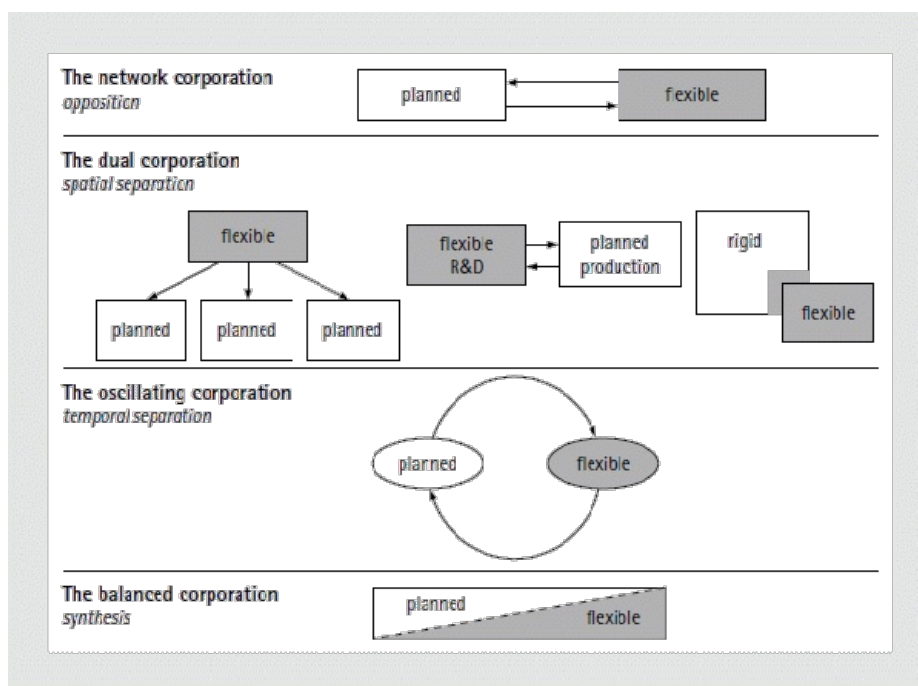 The network corporation
opposition
planned
flexible
The dual corporation
spatial separation
flexible
planned
planned
planned
flexible
R&D
planned
production
rigid
flexible
The oscillating corporation
temporal separation
planned
flexible
The balanced corporation
synthesis
planned
flexible